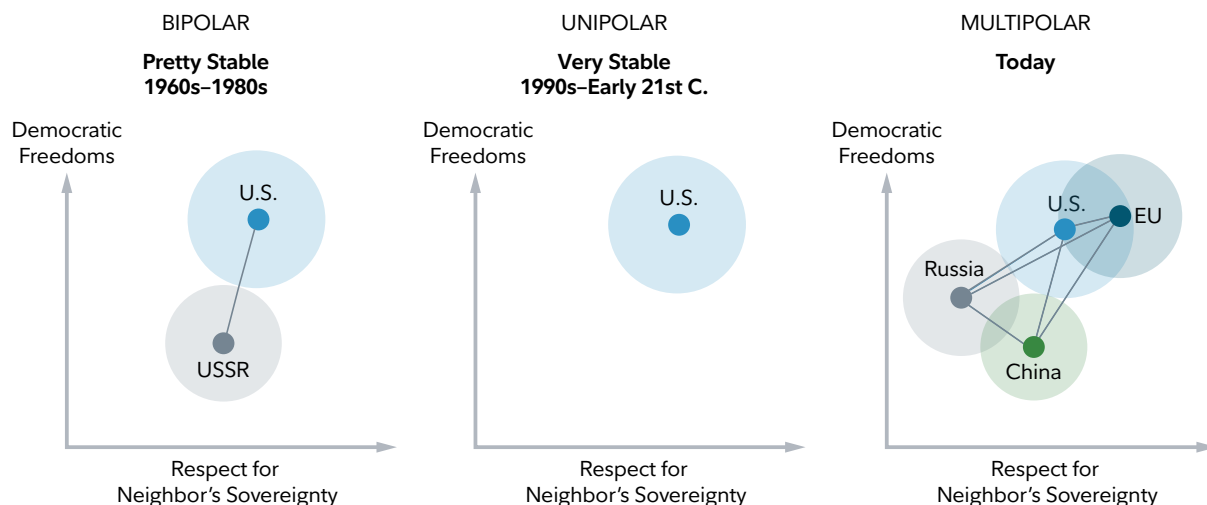 BIPOLAR
Pretty Stable
1960s–1980s
Democratic
Freedoms
U.S.
USSR
Respect for
Neighbor's Sovereignty
UNIPOLAR
Very Stable
1990s–Early 21st C.
Democratic
Freedoms
U.S.
Respect for
Neighbor's Sovereignty
MULTIPOLAR
Today
Democratic
Freedoms
U.S.
EU
Russia
China
Respect for
Neighbor's Sovereignty